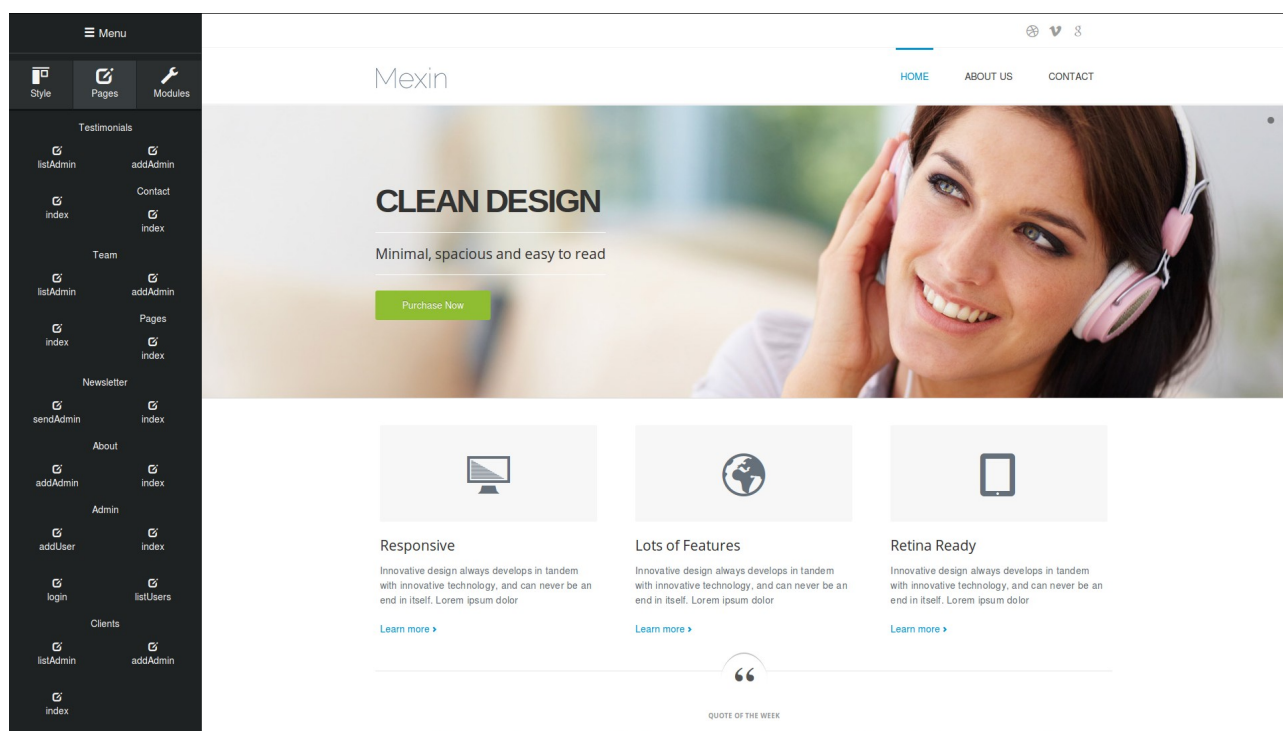 Menu
Style Pages Modules
Testimonials
listAdmin addAdmin
Contact
index
index
Team
listAdmin addAdmin
Pages
index
index
Newsletter
sendAdmin index
About
addAdmin index
Admin
addUser index
login listUsers
Clients
listAdmin addAdmin
index
Mexin
HOME ABOUT US CONTACT
CLEAN DESIGN
Minimal, spacious and easy to read
Purchase Now
Responsive
Innovative design always develops in tandem
with innovative technology, and can never be an
end in itself. Lorem ipsum dolor
Learn more
Lots of Features
Innovative design always develops in tandem
with innovative technology, and can never be an
end in itself. Lorem ipsum dolor
Learn more
Retina Ready
Innovative design always develops in tandem
with innovative technology, and can never be an
end in itself. Lorem ipsum dolor
Learn more
QUOTE OF THE WEEK